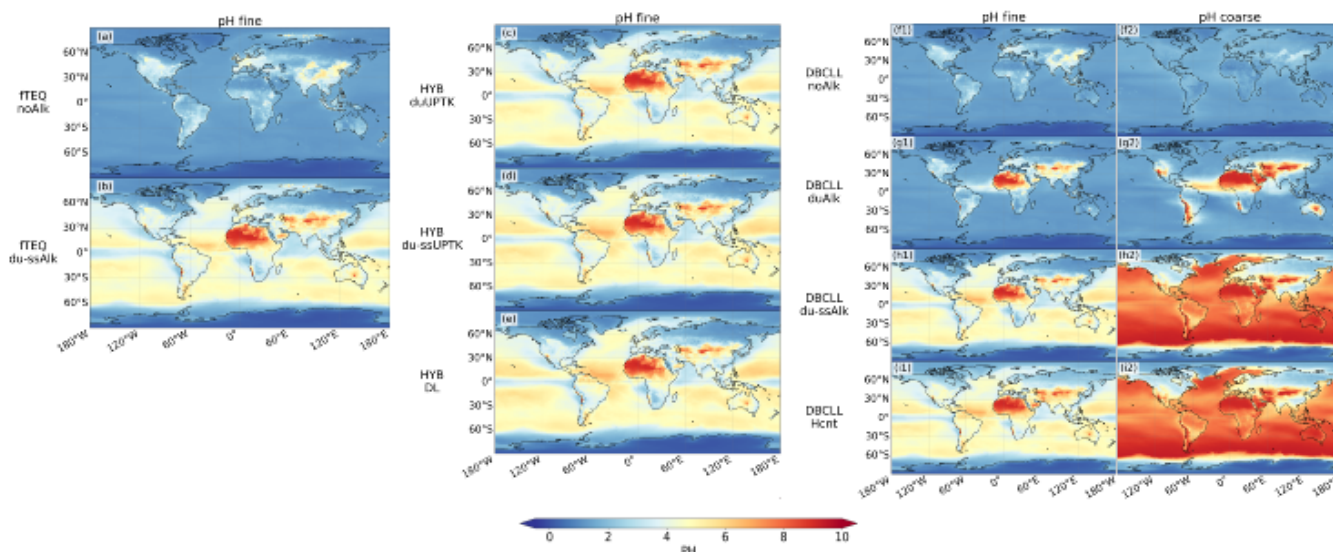 pH fine
(a)
fTEQ
noAlk
60°N
30°N
0°
30°S
60°S
(b)
fTEQ
du-ssAlk
60°N
30°N
0°
30°S
60°S
180°W
120°W
60°W
0°
60°E
120°E
180°E
pH fine
(c)
HYB
duUPTK
60°N
30°N
0°
30°S
60°S
(d)
HYB
du-ssUPTK
60°N
30°N
0°
30°S
60°S
(e)
HYB
DL
60°N
30°N
0°
30°S
60°S
180°W
120°W
60°W
0°
60°E
120°E
180°E
pH fine
pH coarse
(f1)
(f2)
DBCLL
noAlk
60°N
30°N
0°
30°S
60°S
(g1)
(g2)
DBCLL
duAlk
60°N
30°N
0°
30°S
60°S
(h1)
(h2)
DBCLL
du-ssAlk
60°N
30°N
0°
30°S
60°S
(i1)
(i2)
DBCLL
Hcnt
60°N
30°N
0°
30°S
60°S
180°W
120°W
60°W
0°
60°E
120°E
180°W
120°W
60°W
0°
60°E
120°E
0 2 4 6 8 10
PH